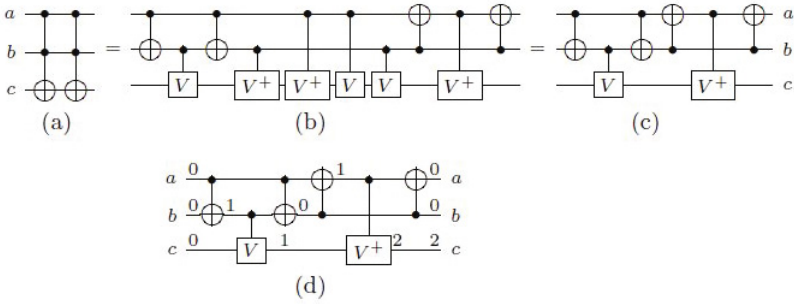 a = = a
b b
c V V+ V+ V V V+ V V+ c
(a) (b) (c)
a 0 1 0 a
b 0 1 0 0 b
c 0 V 1 V+ 2 2 c
(d)